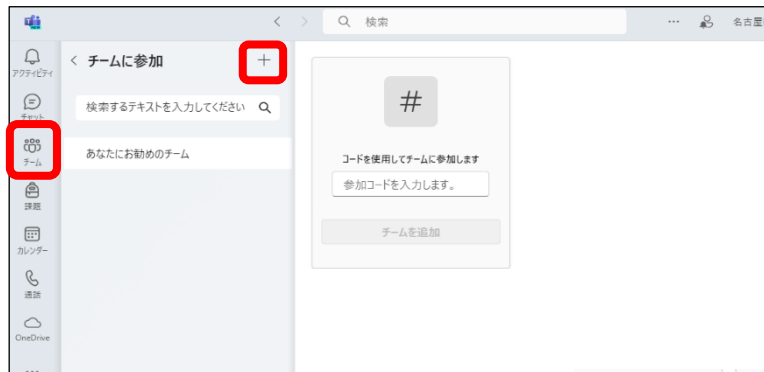 検索
名古屋
アクティビティ
チームに参加
チャット
検索するテキストを入力してください
チーム
あなたにお勧めのチーム
コードを使用してチームに参加します
参加コードを入力します。
課題
チームを追加
カレンダー
通話
OneDrive